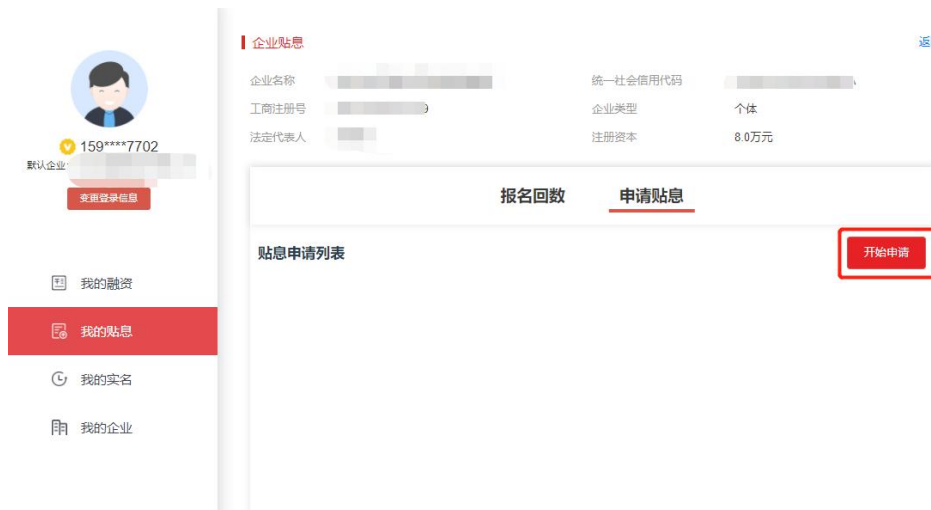 企业贴息
返
企业名称
统一社会信用代码
工商注册号
9
企业类型
个体
法定代表人
注册资本
8.0万元
159****7702
默认企业:
变更登录信息
报名回数
申请贴息
贴息申请列表
开始申请
我的融资
我的贴息
我的实名
我的企业